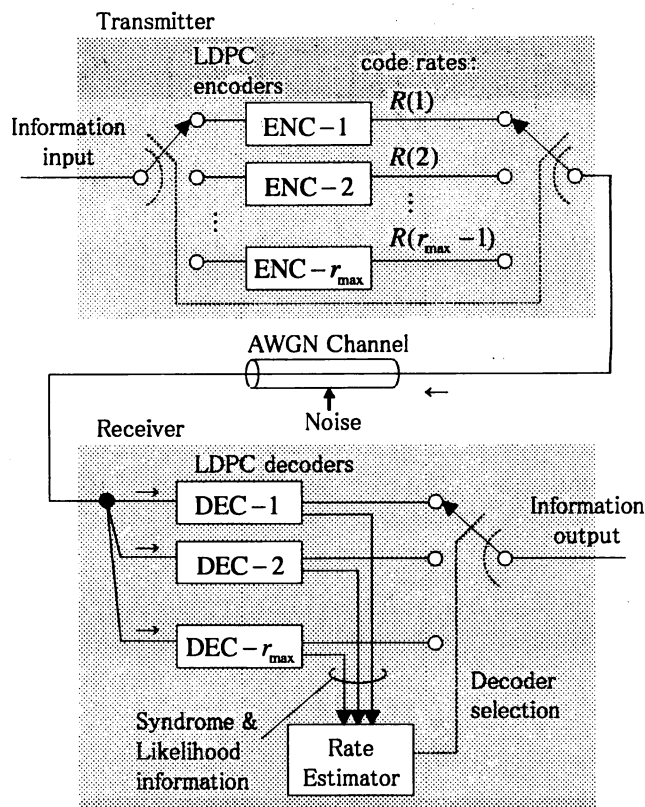 Transmitter
LDPC
encoders
code rates:
Information
input
ENC-1
R(1)
ENC-2
R(2)
⋮
⋮
ENC-r_max
R(r_max -1)
AWGN Channel
←
Noise
Receiver
LDPC decoders
→
DEC-1
Information
output
→
DEC-2
→
DEC-r_max
Decoder
selection
Syndrome &
Likelihood
information
Rate
Estimator